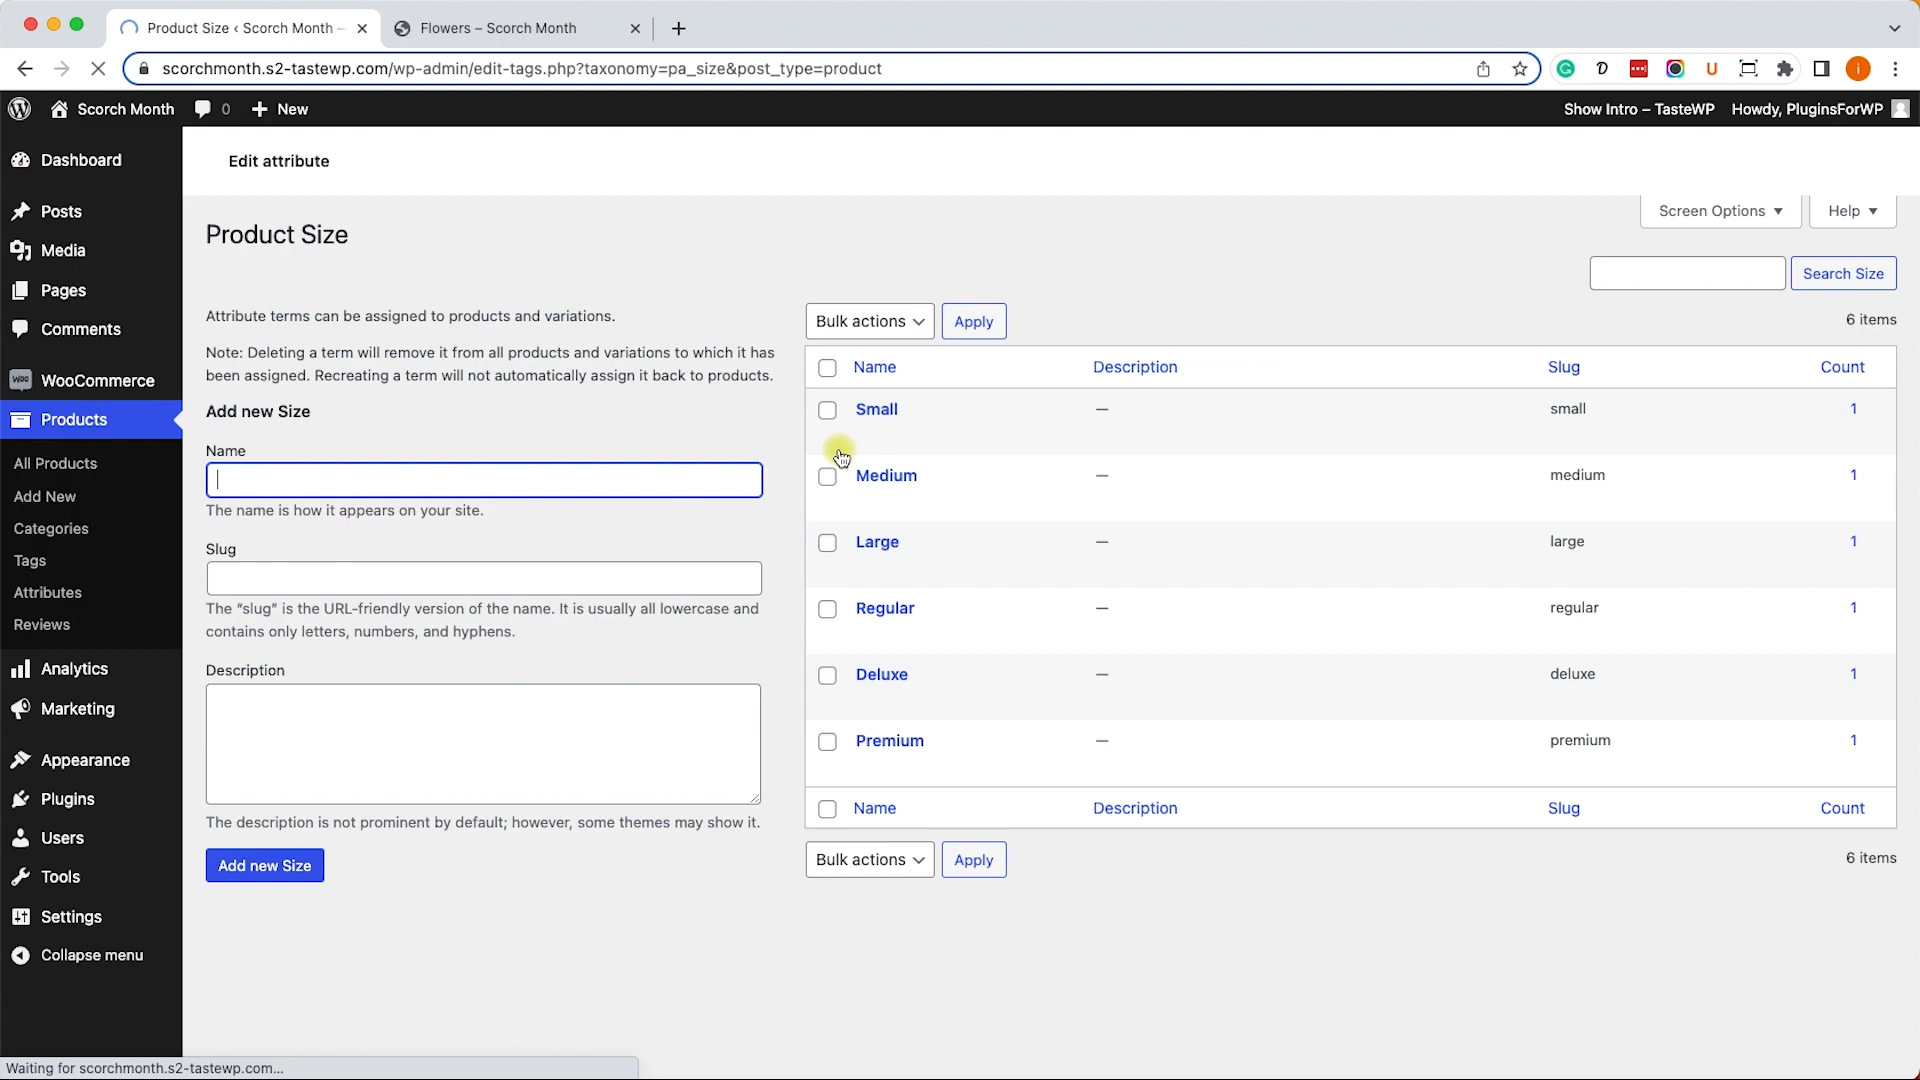 Product Size ‹ Scorch Month –
Flowers – Scorch Month
scorchmonth.s2-tastewp.com/wp-admin/edit-tags.php?taxonomy=pa_size&post_type=product
Scorch Month
0
New
Show Intro – TasteWP
Howdy, PluginsForWP
Dashboard
Posts
Media
Pages
Comments
WooCommerce
Products
All Products
Add New
Categories
Tags
Attributes
Reviews
Analytics
Marketing
Appearance
Plugins
Users
Tools
Settings
Collapse menu
Edit attribute
Screen Options
Help
Product Size
Search Size
Attribute terms can be assigned to products and variations.
Note: Deleting a term will remove it from all products and variations to which it has
been assigned. Recreating a term will not automatically assign it back to products.
Add new Size
Name
The name is how it appears on your site.
Slug
The "slug" is the URL-friendly version of the name. It is usually all lowercase and
contains only letters, numbers, and hyphens.
Description
The description is not prominent by default; however, some themes may show it.
Add new Size
Bulk actions Apply 6 items
Name Description Slug Count
Small — small 1
Medium — medium 1
Large — large 1
Regular — regular 1
Deluxe — deluxe 1
Premium — premium 1
Name Description Slug Count
Bulk actions Apply 6 items
Waiting for scorchmonth.s2-tastewp.com...